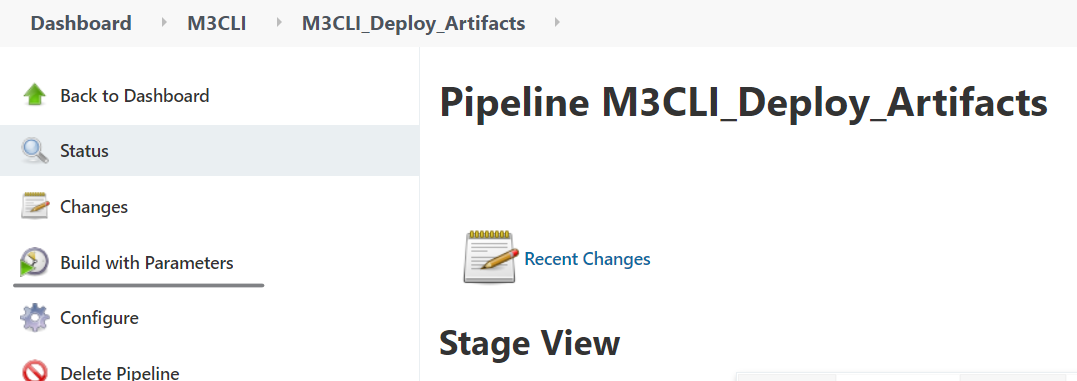 Dashboard M3CLI M3CLI_Deploy_Artifacts
Back to Dashboard
Status
Changes
Build with Parameters
Configure
Delete Pipeline
Pipeline M3CLI_Deploy_Artifacts
Recent Changes
Stage View